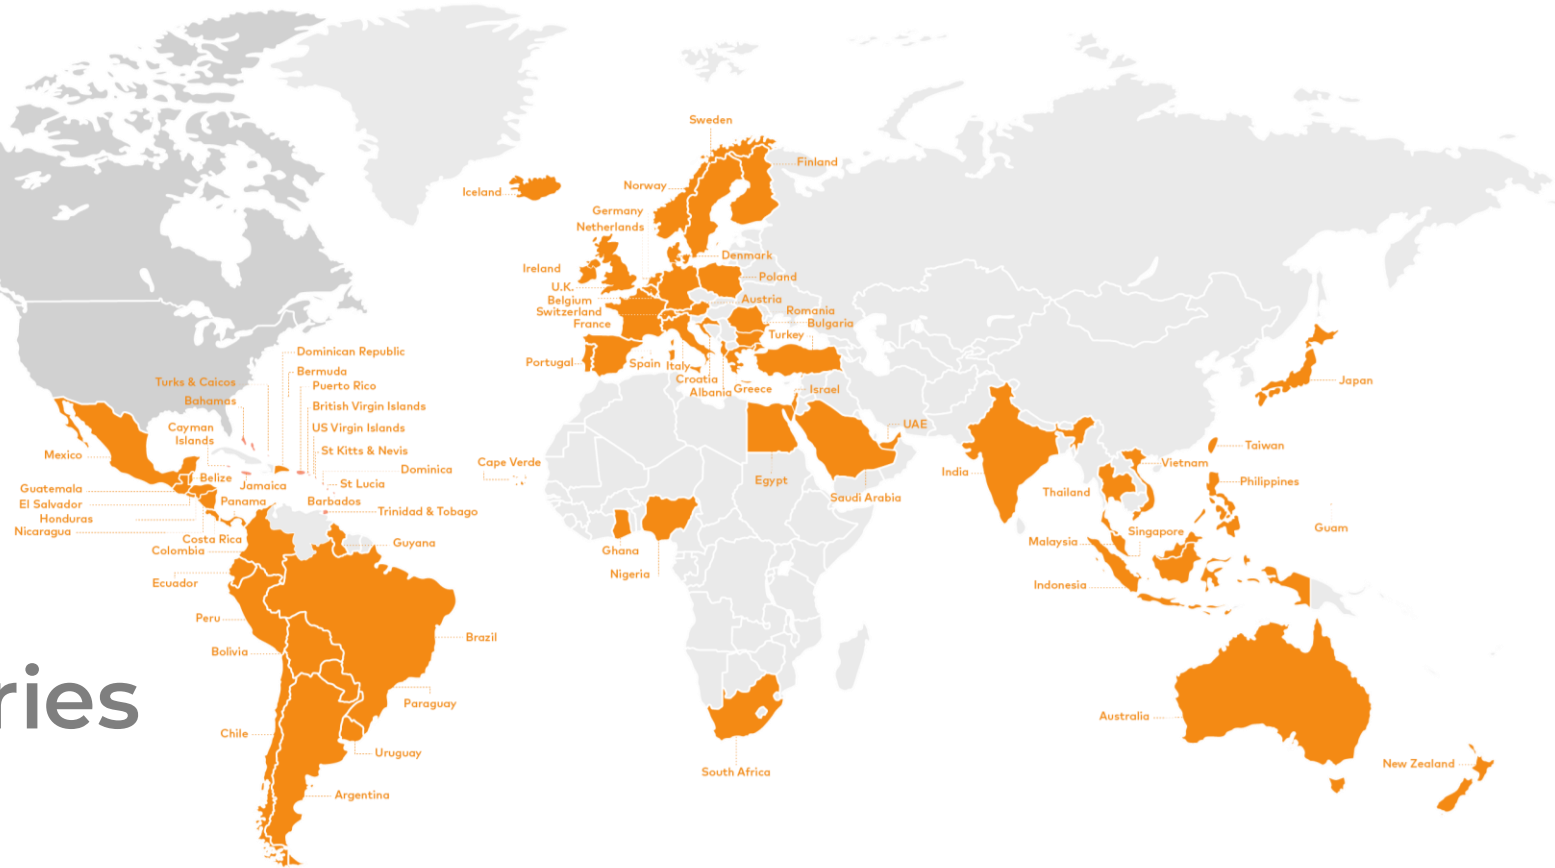 Sweden
Finland
Iceland
Norway
Germany
Netherlands
Denmark
Ireland
Poland
U.K.
Belgium
Austria
Switzerland
Romania
France
Bulgaria
Turkey
Portugal
Spain
Italy
Croatia
Albania
Greece
Israel
Dominican Republic
Bermuda
Turks & Caicos
Puerto Rico
Bahamas
British Virgin Islands
Cayman
Islands
US Virgin Islands
St Kitts & Nevis
Mexico
Dominica
Belize
Jamaica
St Lucia
Guatemala
Panama
Barbados
El Salvador
Trinidad & Tobago
Honduras
Nicaragua
Costa Rica
Guyana
Colombia
Ecuador
Peru
Brazil
Bolivia
Paraguay
Chile
Uruguay
Argentina
Cape Verde
UAE
Egypt
Saudi Arabia
Ghana
Nigeria
South Africa
Japan
Taiwan
India
Vietnam
Thailand
Philippines
Singapore
Guam
Malaysia
Indonesia
Australia
New Zealand
ries